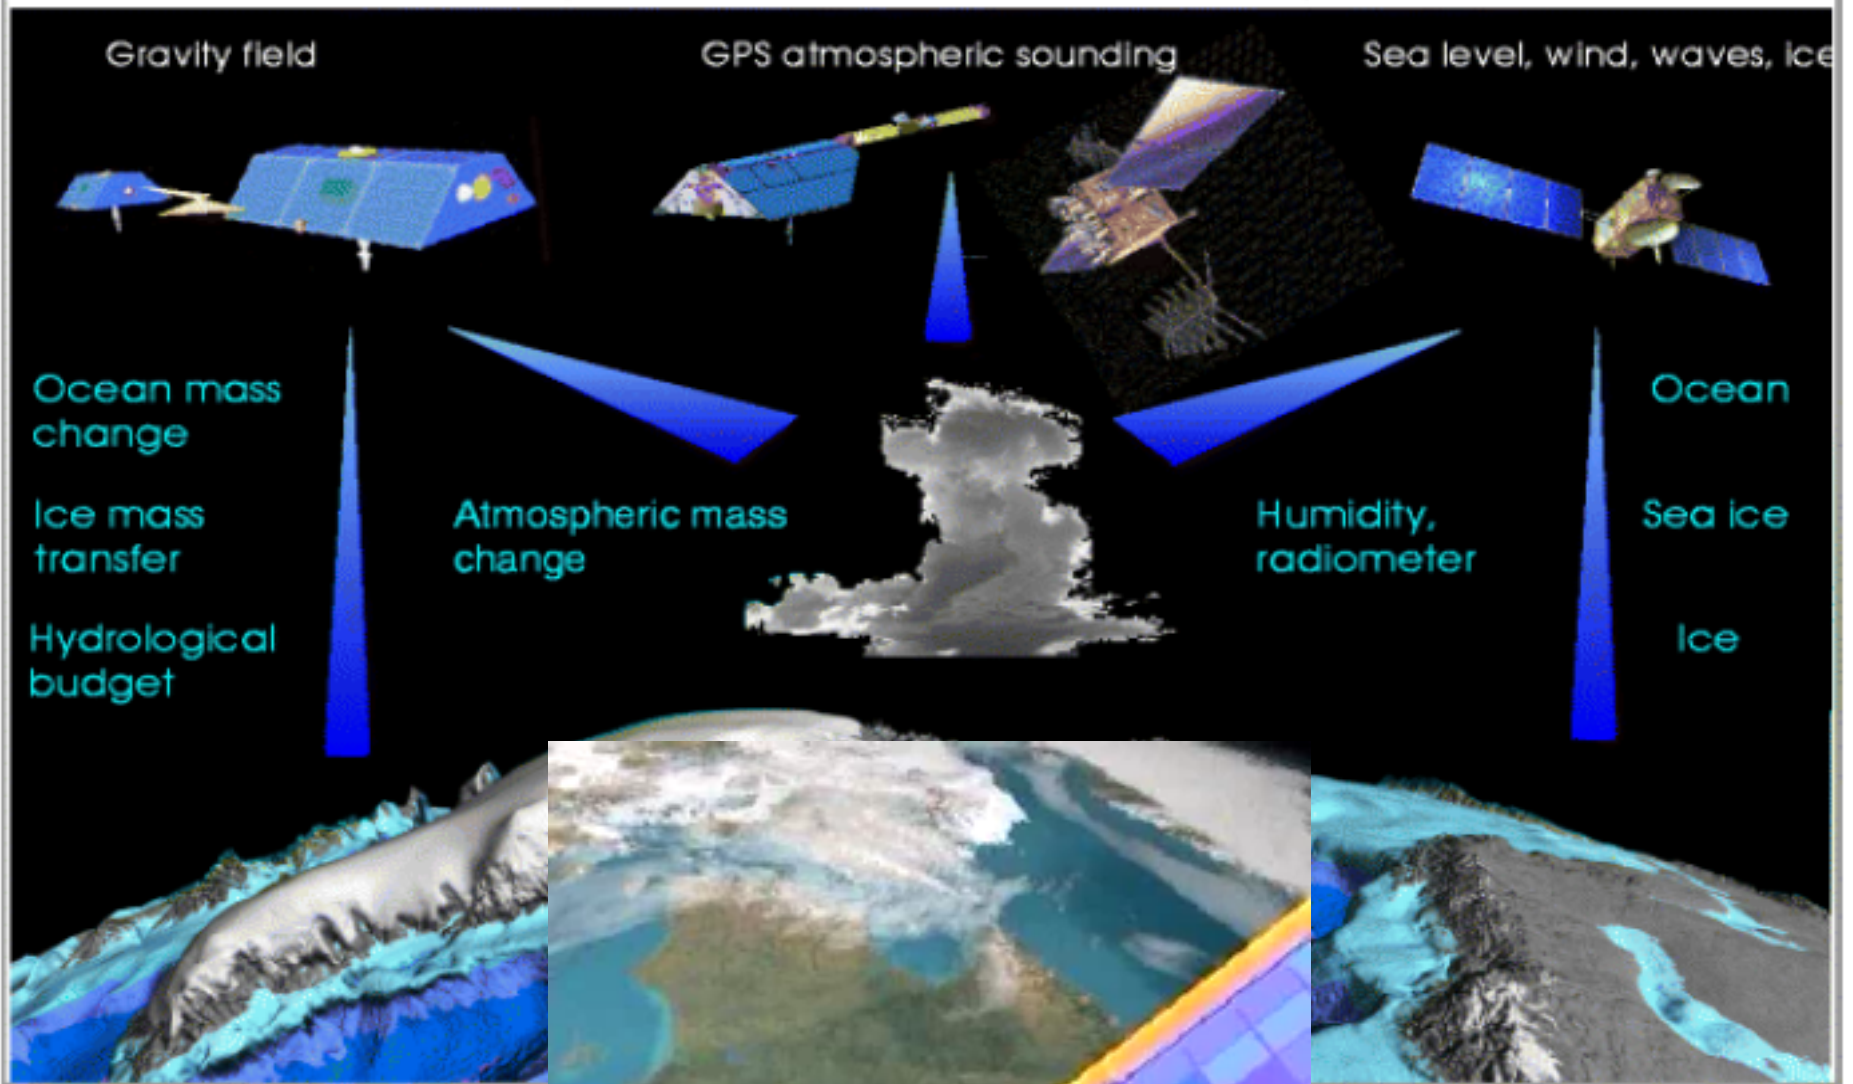 Gravity field
GPS atmospheric sounding
Sea level, wind, waves, ice
Ocean mass
change
Ice mass
transfer
Hydrological
budget
Atmospheric mass
change
Humidity,
radiometer
Ocean
Sea ice
Ice